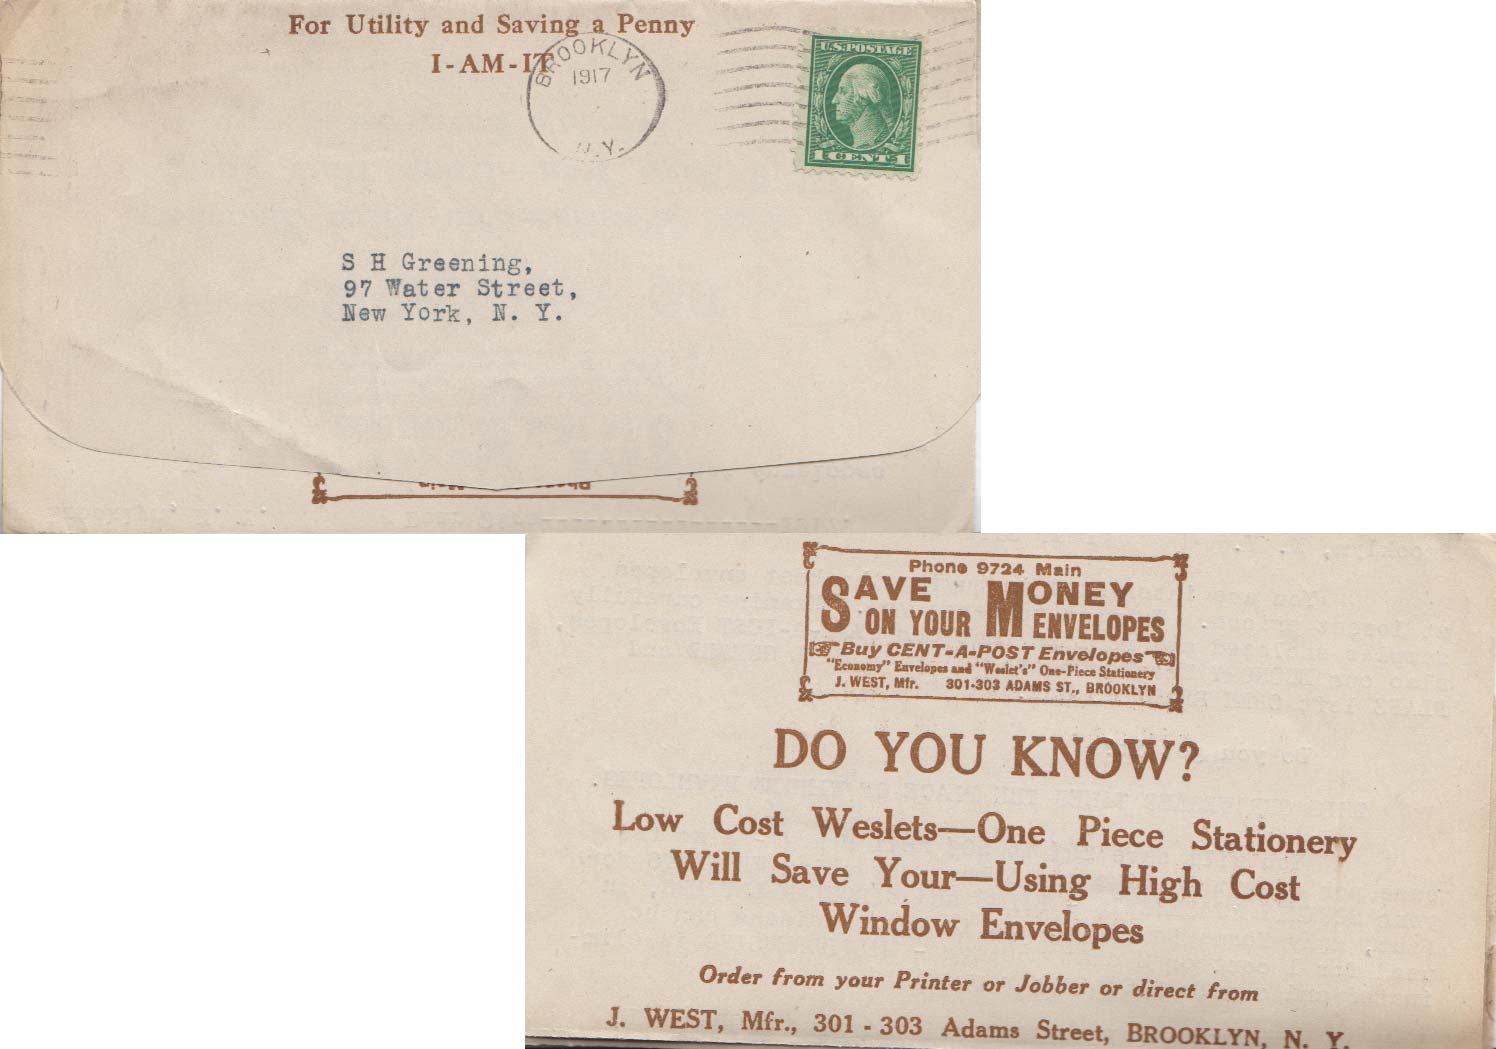 For Utility and Saving a Penny
I-AM-IT
BROOKLYN
1917
N.Y.
U.S. POSTAGE
1 CENT 1
S H Greening,
97 Water Street,
New York, N. Y.
Phone 9724 Main
SAVE MONEY
ON YOUR ENVELOPES
Buy CENT-A-POST Envelopes
"Economy" Envelopes and "Weslet's" One-Piece Stationery
J. WEST, Mfr. 301-303 ADAMS ST., BROOKLYN
DO YOU KNOW?
Low Cost Weslets—One Piece Stationery
Will Save Your—Using High Cost
Window Envelopes
Order from your Printer or Jobber or direct from
J. WEST, Mfr., 301 - 303 Adams Street, BROOKLYN, N. Y.